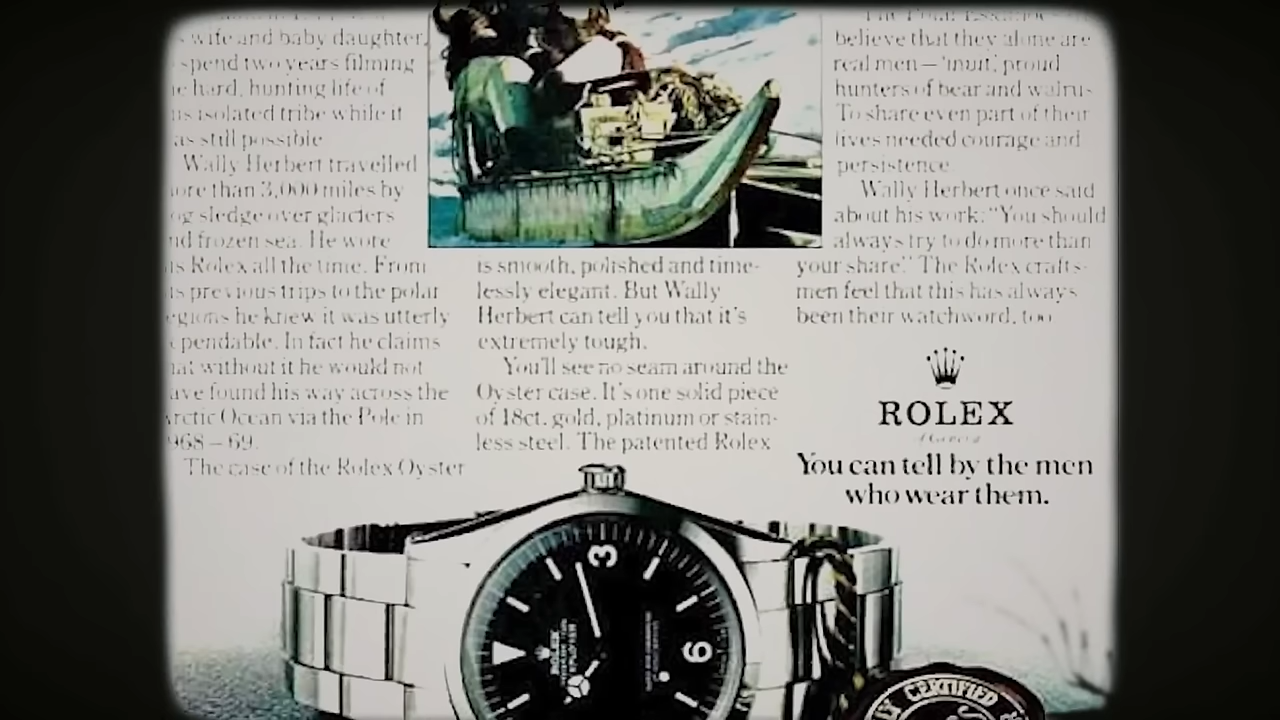 wife and baby daughter,
spend two years filming
hard, hunting life of
isolated tribe while it
as still possible
Wally Herbert travelled
than 3,000 miles by
sledge over glaciers
frozen sea. He wore
Rolex all the time. From
previous trips to the polar
he knew it was utterly
In fact he claims
without it he would not
found his way across the
Ocean via the Pole in
968 – 69.
The case of the Rolex Oyster
is smooth, polished and time-
lessly elegant. But Wally
Herbert can tell you that it's
extremely tough.
You'll see no seam around the
Oyster case. It's one solid piece
of 18ct. gold, platinum or stain-
less steel. The patented Rolex
believe that they alone are
real men – 'inuit,' proud
hunters of bear and walrus
To share even part of their
lives needed courage and
persistence.
Wally Herbert once said
about his work: "You should
always try to do more than
your share." The Rolex crafts-
men feel that this has always
been their watchword, too
ROLEX
You can tell by the men
who wear them.
3
6
ROLEX
CERTIFIED